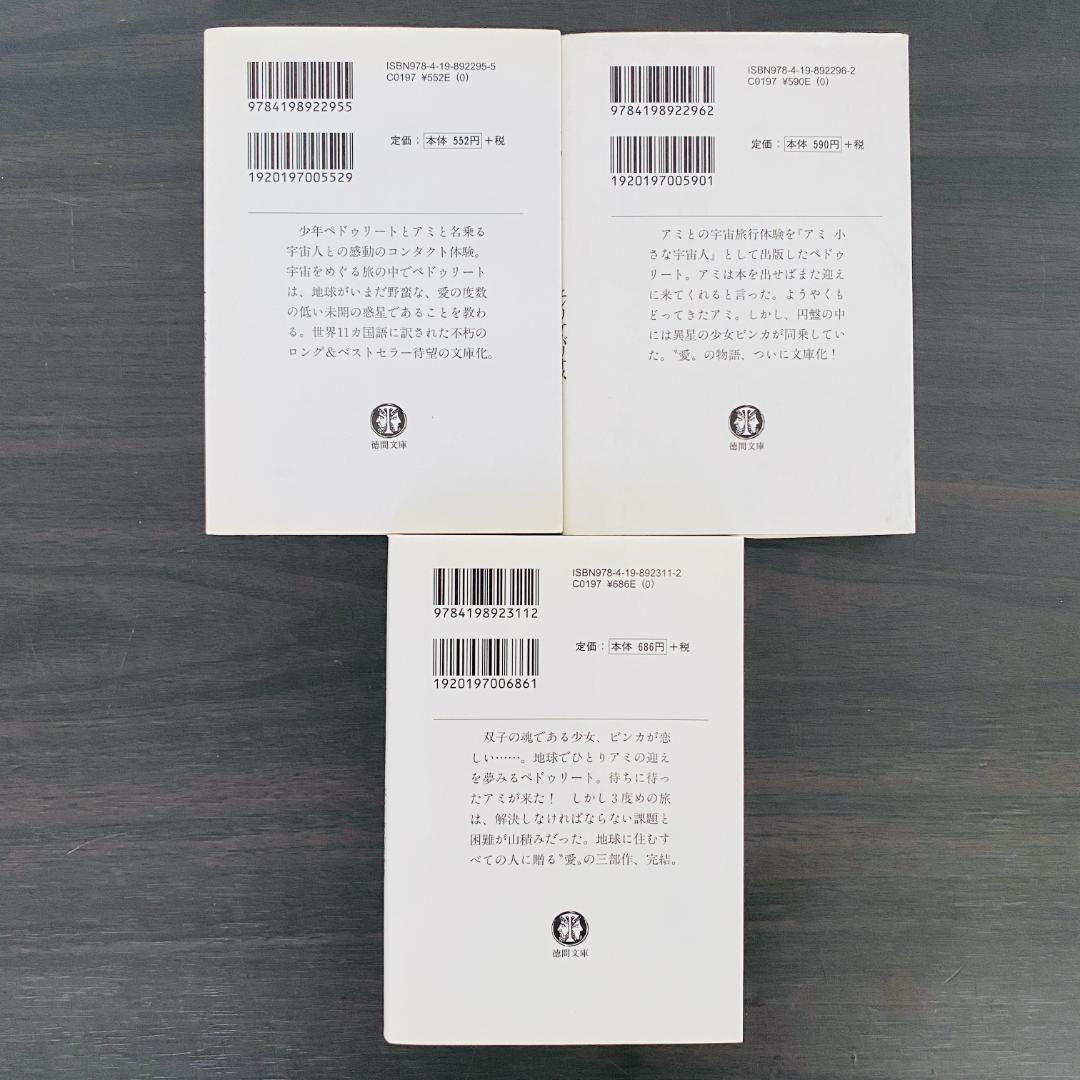 ISBN978-4-19-892295-5
C0197 ¥552E (0)
9784198922955
定価：本体 552円＋税
1920197005529
少年ペドゥリートとアミと名乗る
宇宙人との感動のコンタクト体験。
宇宙をめぐる旅の中でペドゥリート
は、地球がいまだ野蛮な、愛の度数
の低い未開の惑星であることを教わ
る。世界11カ国語に訳された不朽の
ロング＆ベストセラー待望の文庫化。
徳間文庫
ISBN978-4-19-892296-2
C0197 ¥590E (0)
9784198922962
定価：本体 590円＋税
1920197005901
アミとの宇宙旅行体験を『アミ 小
さな宇宙人』として出版したペドゥ
リート。アミは本を出せばまた迎え
に来てくれると言った。ようやくも
どってきたアミ。しかし、円盤の中
には異星の少女ビンカが同乗してい
た。〝愛〟の物語、ついに文庫化！
徳間文庫
ISBN978-4-19-892311-2
C0197 ¥686E (0)
9784198923112
定価：本体 686円＋税
1920197006861
双子の魂である少女、ビンカが恋
しい……。地球でひとりアミの迎え
を夢みるペドゥリート。待ちに待っ
たアミが来た！　しかし３度めの旅
は、解決しなければならない課題と
困難が山積みだった。地球に住むす
べての人に贈る〝愛〟の三部作、完結。
徳間文庫